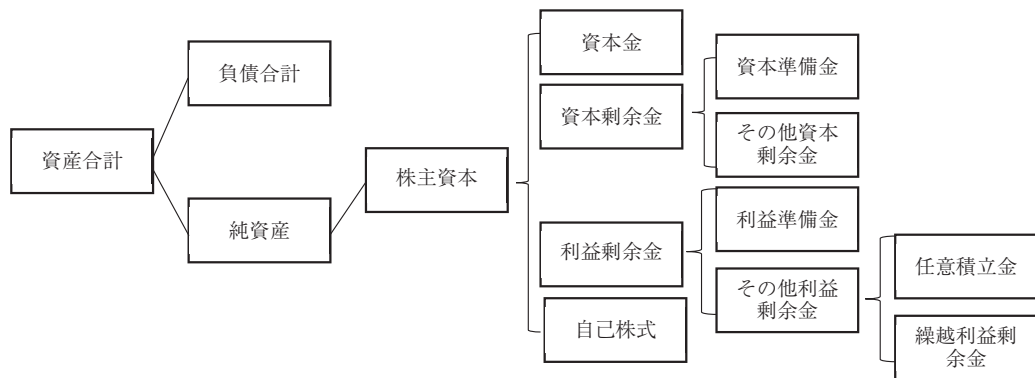 資産合計
負債合計
純資産
株主資本
資本金
資本剰余金
利益剰余金
自己株式
資本準備金
その他資本
剰余金
利益準備金
その他利益
剰余金
任意積立金
繰越利益剰
余金